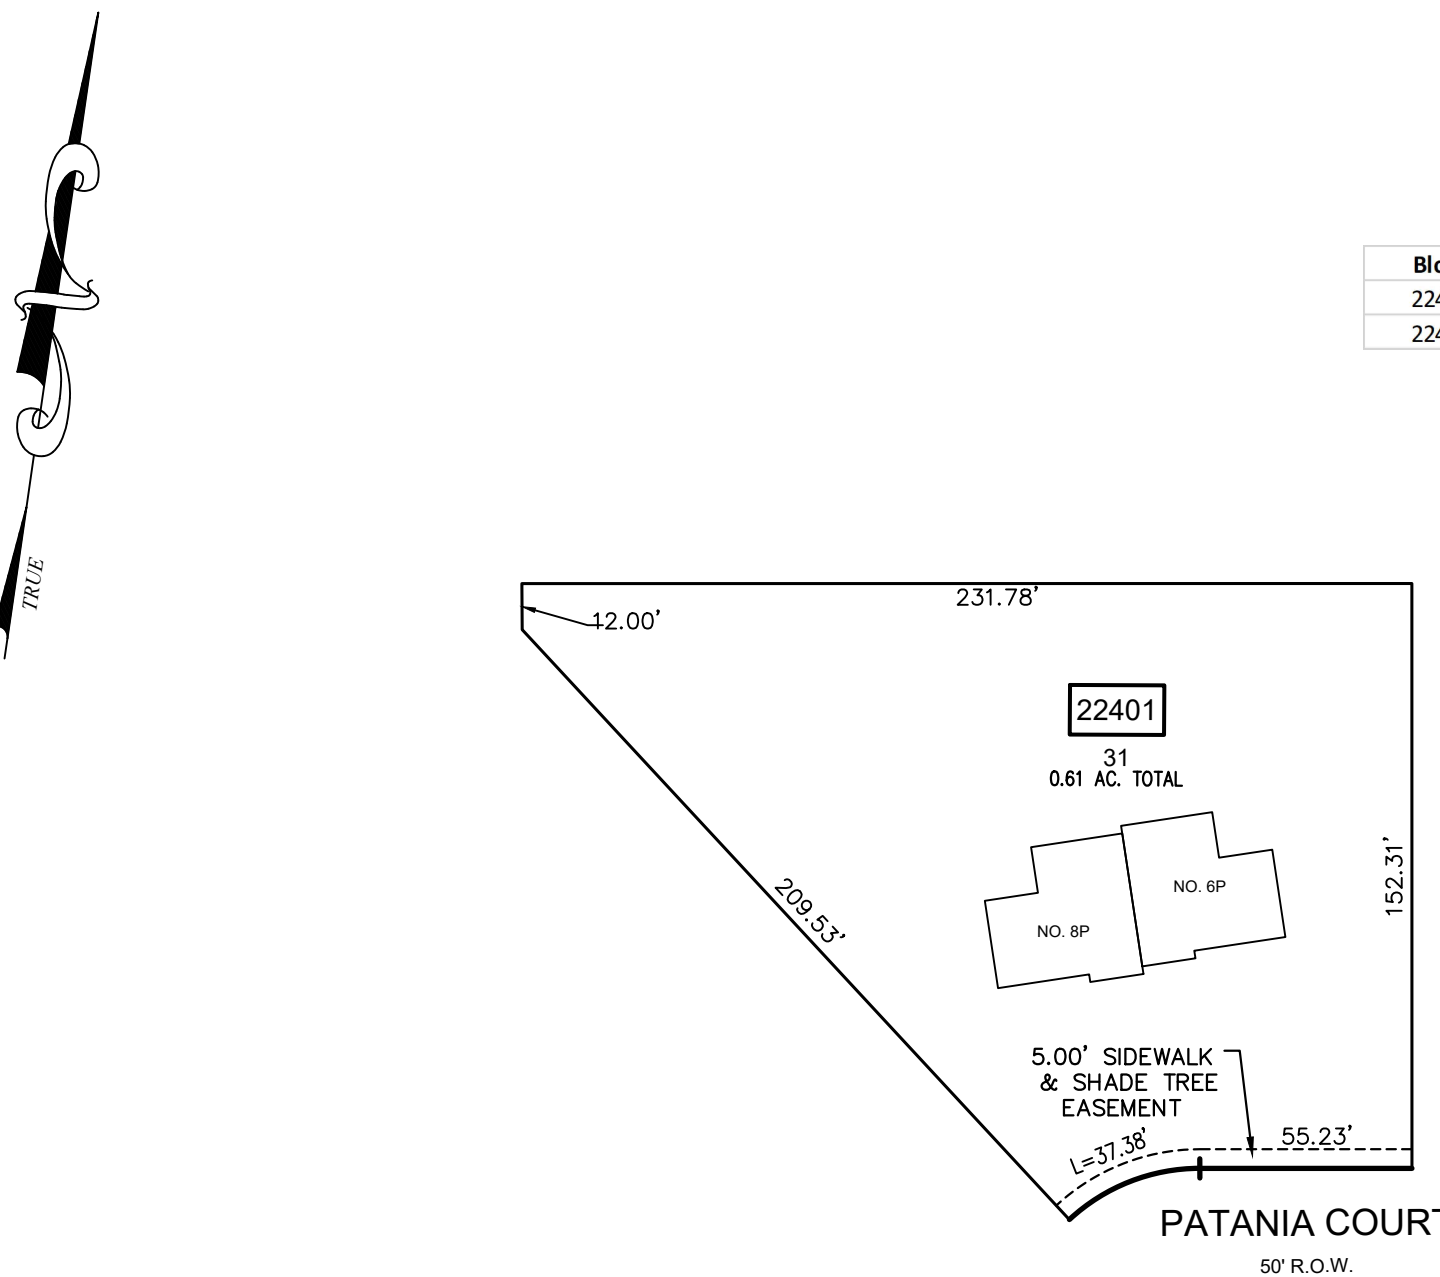 TRUE
231.78'
12.00'
22401
31
0.61 AC. TOTAL
152.31'
209.53'
NO. 6P
NO. 8P
5.00' SIDEWALK
& SHADE TREE
EASEMENT
L=37.38'
55.23'
PATANIA COURT
50' R.O.W.